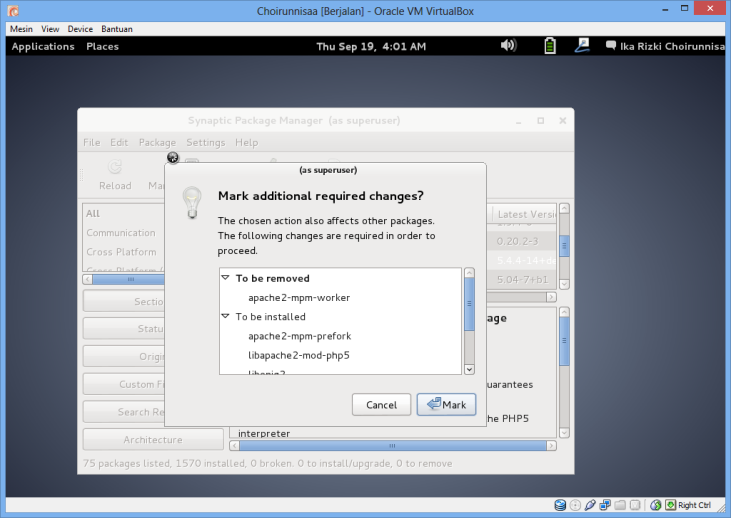 Choirunnisaa [Berjalan] - Oracle VM VirtualBox
Mesin View Device Bantuan
Applications Places Thu Sep 19, 4:01 AM Ika Rizki Choirunnisa
Synaptic Package Manager (as superuser)
File Edit Package Settings Help
Reload
(as superuser)
Mark additional required changes?
The chosen action also affects other packages.
The following changes are required in order to
proceed.
To be removed
apache2-mpm-worker
To be installed
apache2-mpm-prefork
libapache2-mod-php5
Cancel Mark
All
Communication
Cross Platform
Sectio
Statu
Origi
Custom Fi
Search Re
Architecture
Latest Versi
0.20.2-3
5.4.4-14+de
5.04-7+b1
age
uarantees
he PHP5
interpreter
75 packages listed, 1570 installed, 0 broken. 0 to install/upgrade, 0 to remove
Right Ctrl